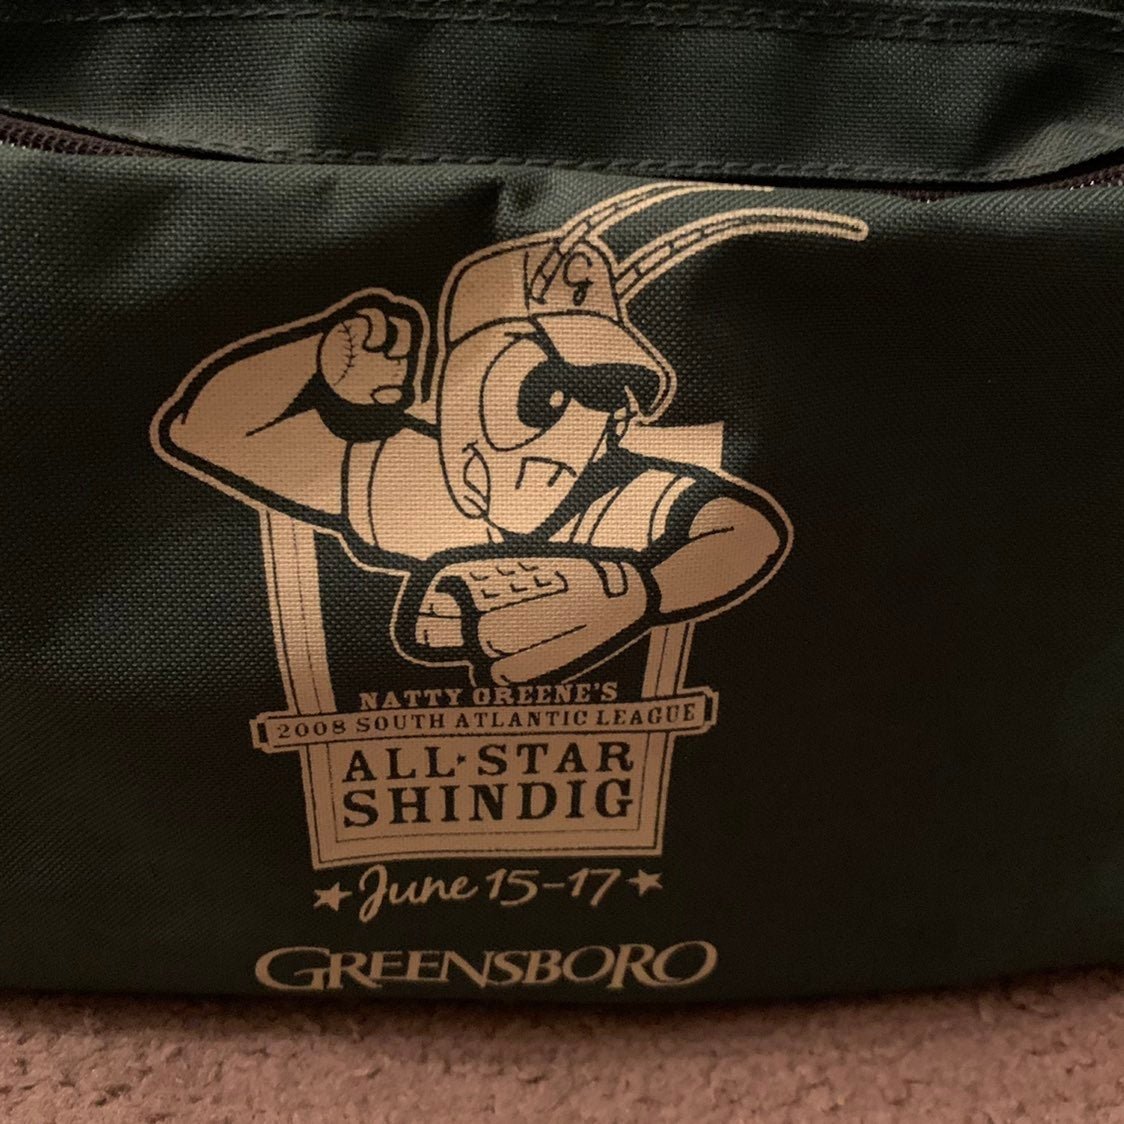 G
NATTY GREENE'S
2008 SOUTH ATLANTIC LEAGUE
ALL-STAR
SHINDIG
June 15-17
GREENSBORO